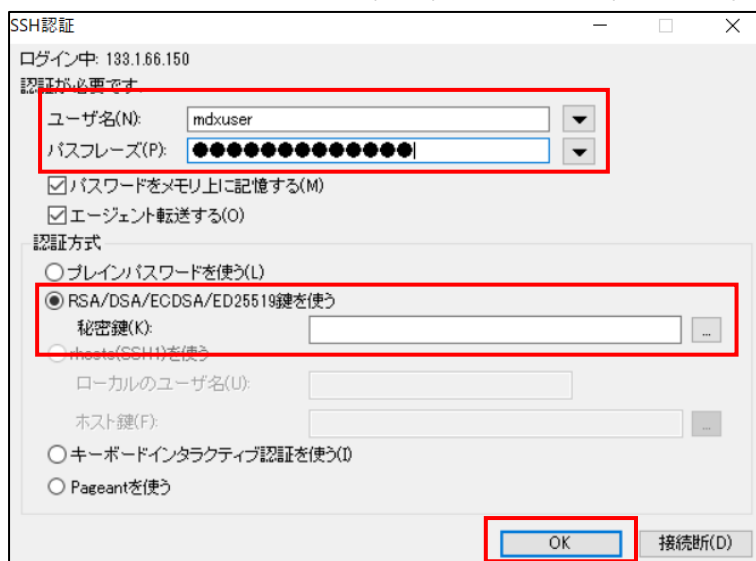 SSH認証
ログイン中: 133.1.66.150
認証が必要です.
ユーザ名(N): mdxuser
パスフレーズ(P): ●●●●●●●●●●●●●
パスワードをメモリ上に記憶する(M)
エージェント転送する(O)
認証方式
プレインパスワードを使う(L)
RSA/DSA/ECDSA/ED25519鍵を使う
秘密鍵(K): ...
rhosts(SSH1)を使う
ローカルのユーザ名(U):
ホスト鍵(F): ...
キーボードインタラクティブ認証を使う(I)
Pageantを使う
OK 接続断(D)